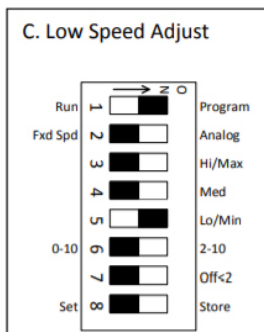 C. Low Speed Adjust
ON
Run 1 Program
Fxd Spd 2 Analog
3 Hi/Max
4 Med
5 Lo/Min
0-10 6 2-10
7 Off<2
Set 8 Store